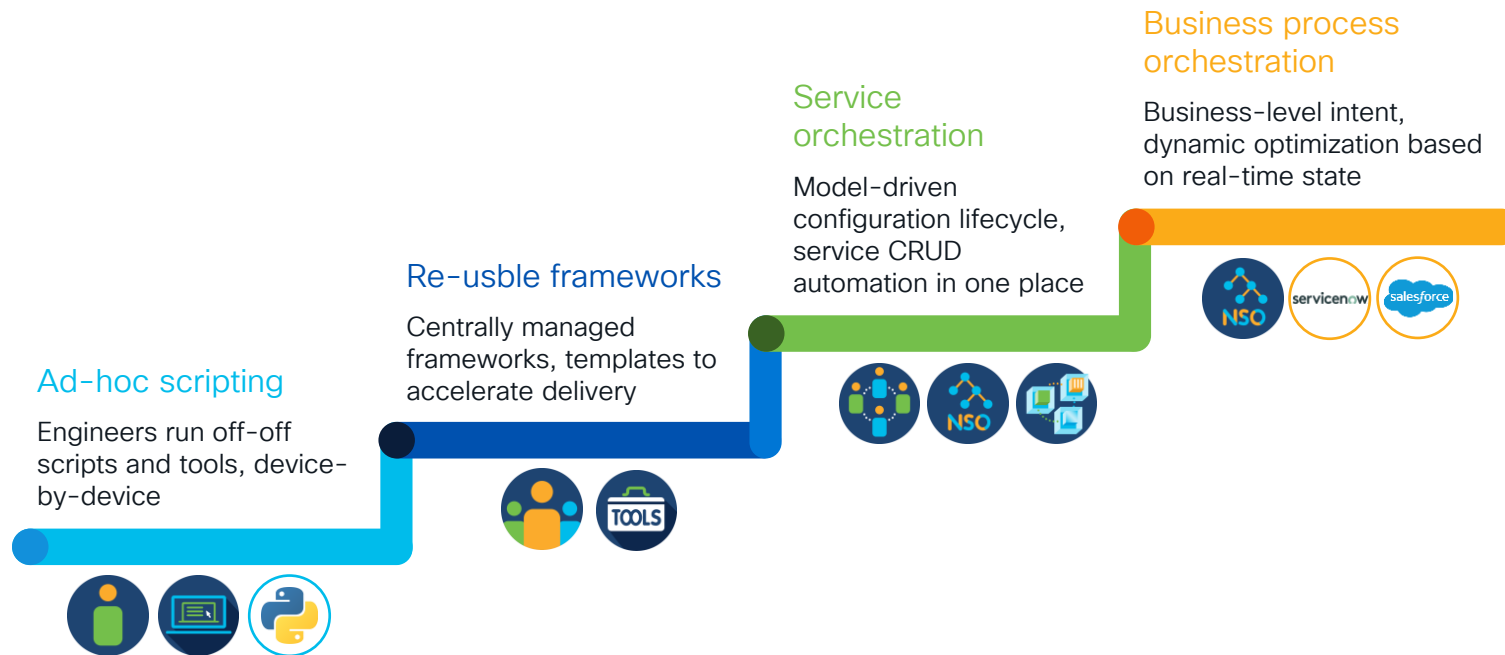 Ad-hoc scripting
Engineers run off-off
scripts and tools, device-
by-device
Re-usble frameworks
Centrally managed
frameworks, templates to
accelerate delivery
TOOLS
Service
orchestration
Model-driven
configuration lifecycle,
service CRUD
automation in one place
NSO
Business process
orchestration
Business-level intent,
dynamic optimization based
on real-time state
NSO
servicenow
salesforce